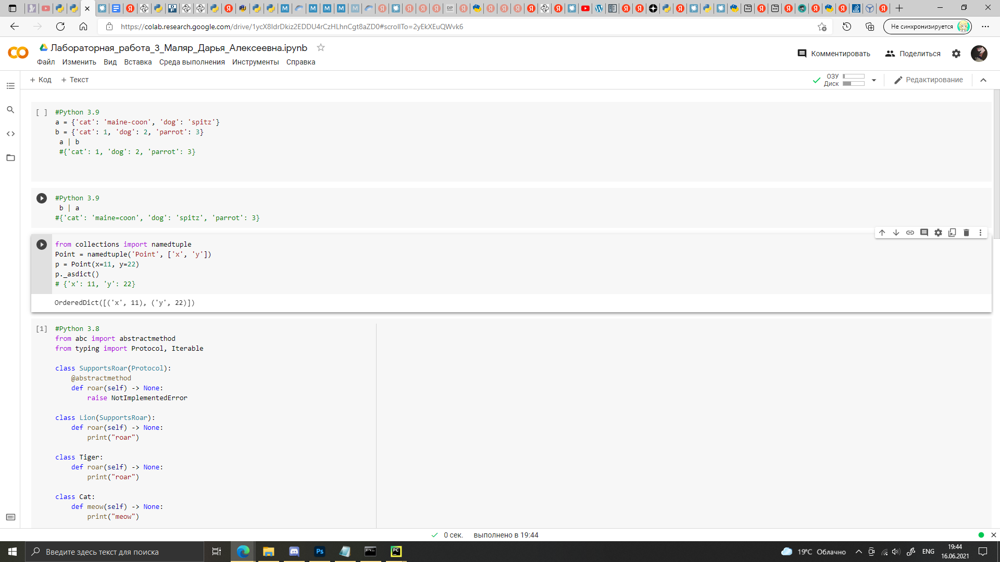 https://colab.research.google.com/drive/1ycX8IdrDkiz2EDDU4rCzHLhnCgt8aZD0#scrollTo=2yEkXEuQWvk6
Не синхронизируется
Лабораторная_работа_3_Маляр_Дарья_Алексеевна.ipynb
Комментировать
Поделиться
Файл Изменить Вид Вставка Среда выполнения Инструменты Справка
+ Код + Текст
ОЗУ
Диск
Редактирование
[ ] #Python 3.9
a = {'cat': 'maine-coon', 'dog': 'spitz'}
b = {'cat': 1, 'dog': 2, 'parrot': 3}
a | b
#{'cat': 1, 'dog': 2, 'parrot': 3}
#Python 3.9
b | a
#{'cat': 'maine=coon', 'dog': 'spitz', 'parrot': 3}
from collections import namedtuple
Point = namedtuple('Point', ['x', 'y'])
p = Point(x=11, y=22)
p._asdict()
# {'x': 11, 'y': 22}
OrderedDict([('x', 11), ('y', 22)])
[1] #Python 3.8
from abc import abstractmethod
from typing import Protocol, Iterable
class SupportsRoar(Protocol):
@abstractmethod
def roar(self) -> None:
raise NotImplementedError
class Lion(SupportsRoar):
def roar(self) -> None:
print("roar")
class Tiger:
def roar(self) -> None:
print("roar")
class Cat:
def meow(self) -> None:
print("meow")
0 сек. выполнено в 19:44
Введите здесь текст для поиска
19°C Облачно
ENG
19:44
16.06.2021